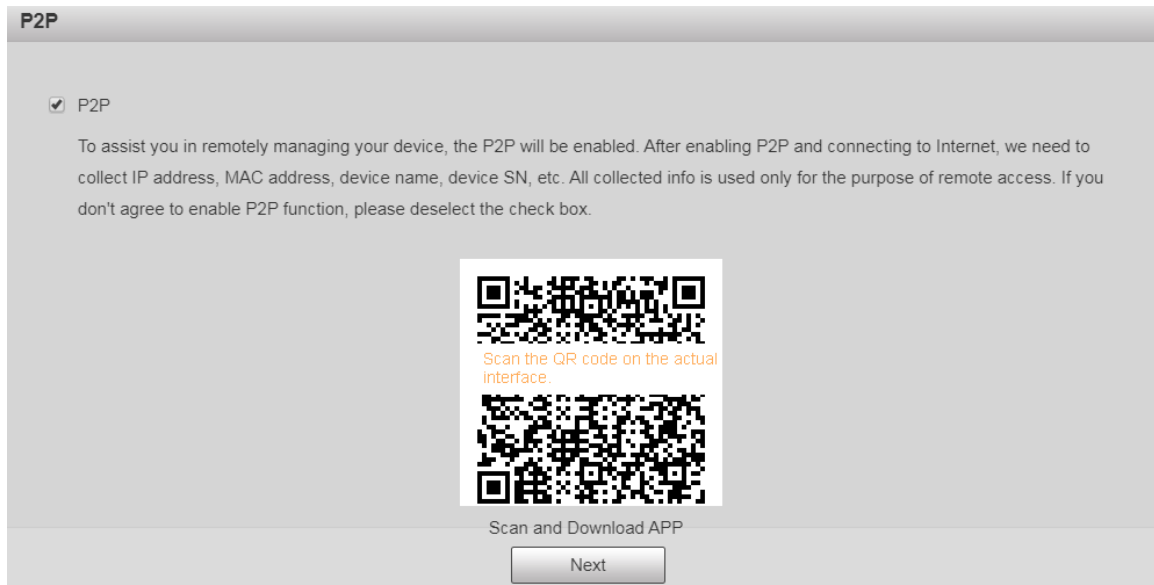 P2P
P2P
To assist you in remotely managing your device, the P2P will be enabled. After enabling P2P and connecting to Internet, we need to
collect IP address, MAC address, device name, device SN, etc. All collected info is used only for the purpose of remote access. If you
don't agree to enable P2P function, please deselect the check box.
Scan the QR code on the actual
interface.
Scan and Download APP
Next